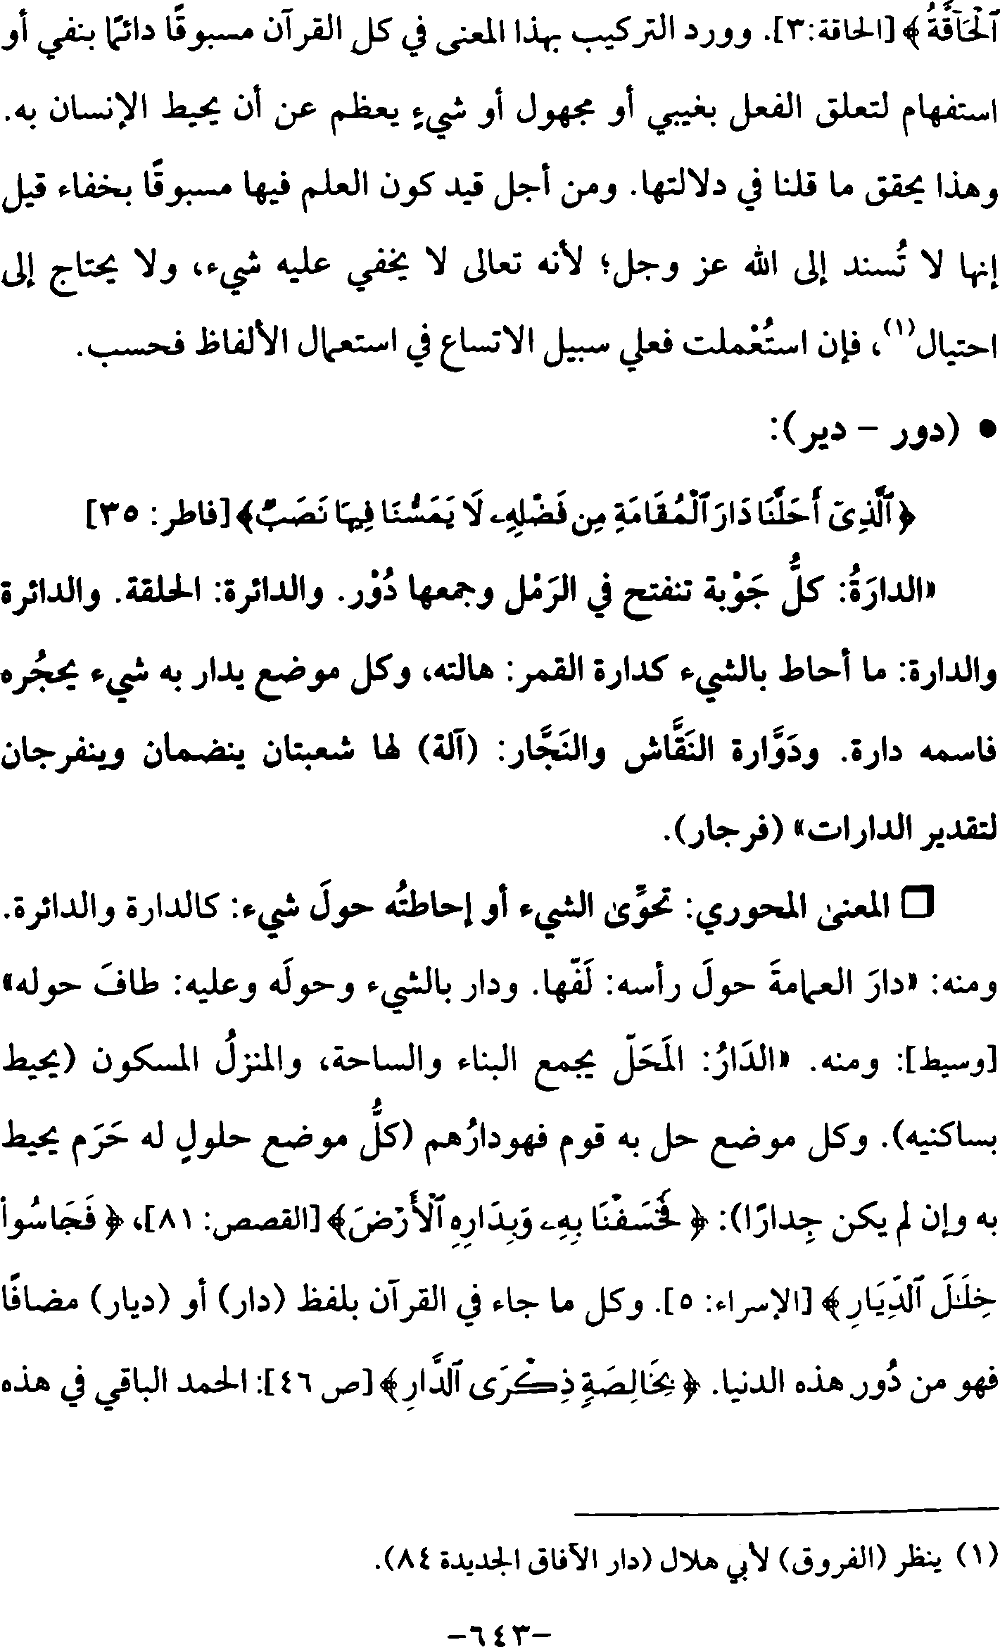 ٱلْحَآقَّةُ ﴾ [الحاقة:٣]. وورد التركيب بهذا المعنى في كل القرآن مسبوقًا دائمًا بنفي أو
استفهام لتعلق الفعل بغيبي أو مجهول أو شيءٍ يعظم عن أن يحيط الإنسان به.
وهذا يحقق ما قلنا في دلالتها. ومن أجل قيد كون العلم فيها مسبوقًا بخفاء قيل
إنها لا تُسند إلى الله عز وجل؛ لأنه تعالى لا يخفي عليه شيء، ولا يحتاج إلى
احتيال(١)، فإن استُعْملت فعلي سبيل الاتساع في استعمال الألفاظ فحسب.
● (دور – دير):
﴿ ٱلَّذِىٓ أَحَلَّنَا دَارَ ٱلْمُقَامَةِ مِن فَضْلِهِۦ لَا يَمَسُّنَا فِيهَا نَصَبٌ﴾ [فاطر: ٣٥]
«الدارَةُ: كلُّ جَوْبة تنفتح في الرَمْل وجمعها دُوْر. والدائرة: الحلقة. والدائرة
والدارة: ما أحاط بالشيء كدارة القمر: هالته، وكل موضع يدار به شيء يحجُره
فاسمه دارة. ودَوَّارة النَقَّاش والنَجَّار: (آلة) لها شعبتان ينضمان وينفرجان
لتقدير الدارات» (فرجار).
❑ المعنى المحوري: تحوِّى الشيء أو إحاطتُه حولَ شيء: كالدارة والدائرة.
ومنه: «دارَ العمامةَ حولَ رأسه: لَفّها. ودار بالشيء وحولَه وعليه: طافَ حوله»
[وسيط]: ومنه. «الدَارُ: المَحَلّ يجمع البناء والساحة، والمنزلُ المسكون (يحيط
بساكنيه). وكل موضع حل به قوم فهودارُهم (كلُّ موضع حلولٍ له حَرَم يحيط
به وإن لم يكن جِدارًا): ﴿ فَخَسَفْنَا بِهِۦ وَبِدَارِهِ ٱلْأَرْضَ﴾ [القصص: ٨١]، ﴿ فَجَاسُوا۟
خِلَـٰلَ ٱلدِّيَارِ ﴾ [الإسراء: ٥]. وكل ما جاء في القرآن بلفظ (دار) أو (ديار) مضافًا
فهو من دُور هذه الدنيا. ﴿ بِخَالِصَةٍ ذِكْرَى ٱلدَّارِ ﴾ [ص ٤٦]: الحمد الباقي في هذه
(١) ينظر (الفروق) لأبي هلال (دار الآفاق الجديدة ٨٤).
-٦٤٣-